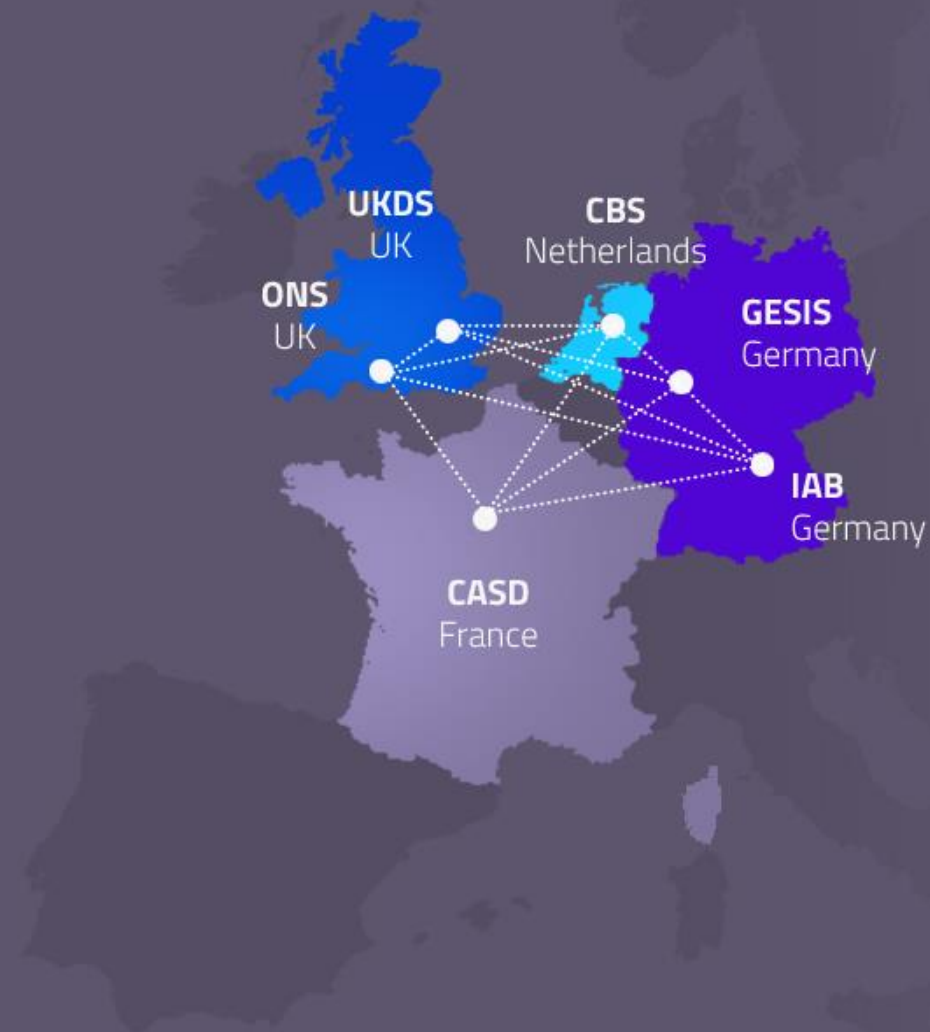 UKDS
UK
CBS
Netherlands
ONS
UK
GESIS
Germany
IAB
Germany
CASD
France